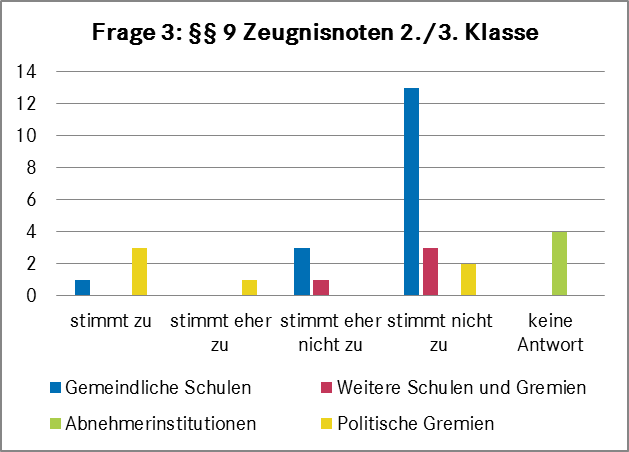 Frage 3: §§ 9 Zeugnisnoten 2./3. Klasse
14
12
10
8
6
4
2
0
stimmt zu
stimmt eher zu
stimmt eher nicht zu
stimmt nicht zu
keine Antwort
Gemeindliche Schulen
Weitere Schulen und Gremien
Abnehmerinstitutionen
Politische Gremien